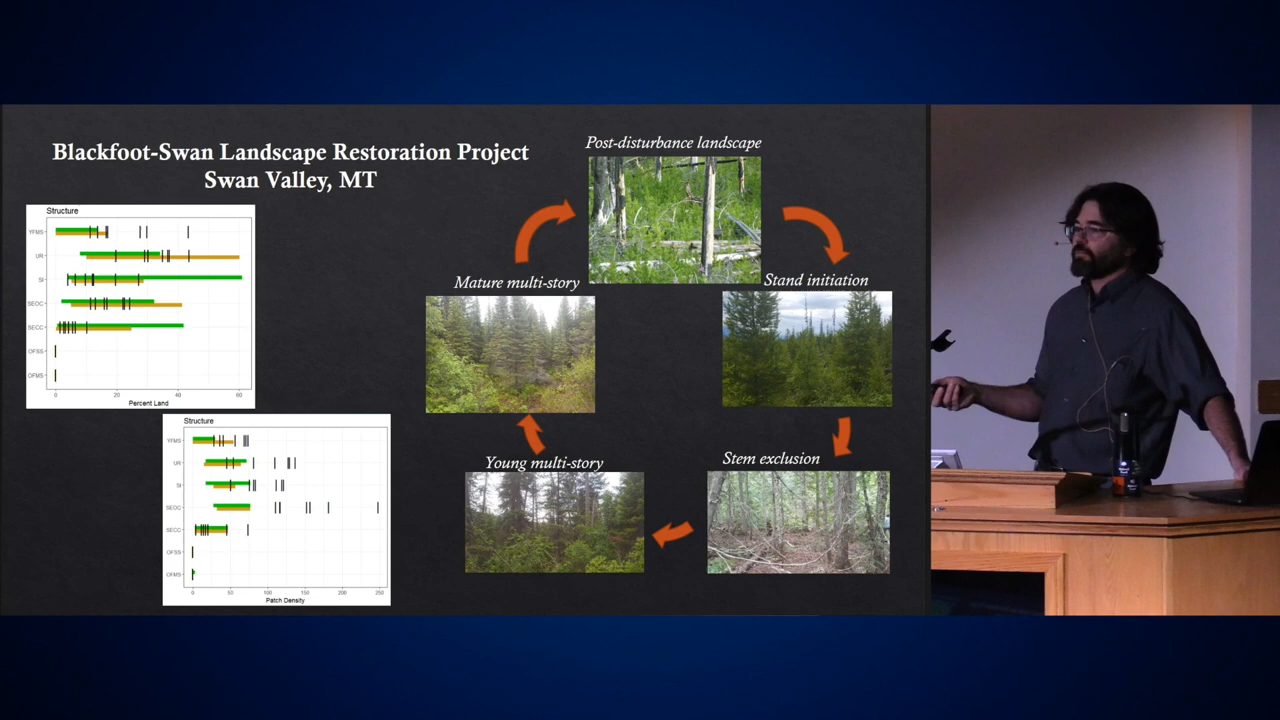 Blackfoot-Swan Landscape Restoration Project
Swan Valley, MT
Structure
YFMS
UR
SI
SEOC
SECC
OFSS
OFMS
0
20
40
60
Percent Land
Structure
YFMS
UR
SI
SEOC
SECC
OFSS
OFMS
0
50
100
150
200
250
Patch Density
Post-disturbance landscape
Stand initiation
Stem exclusion
Young multi-story
Mature multi-story